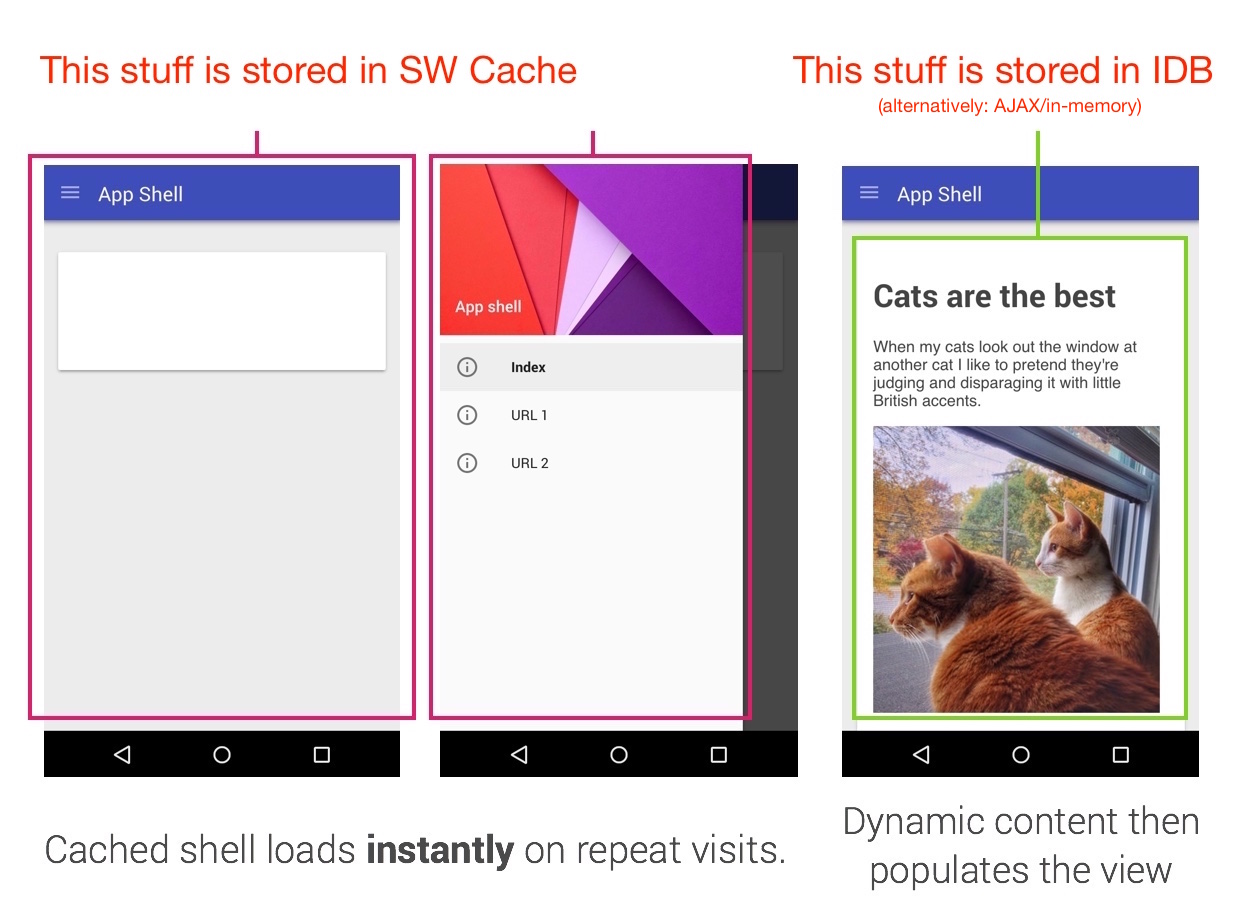 This stuff is stored in SW Cache
This stuff is stored in IDB
(alternatively: AJAX/in-memory)
App Shell
App shell
Index
URL 1
URL 2
App Shell
Cats are the best
When my cats look out the window at
another cat I like to pretend they're
judging and disparaging it with little
British accents.
Cached shell loads instantly on repeat visits.
Dynamic content then
populates the view